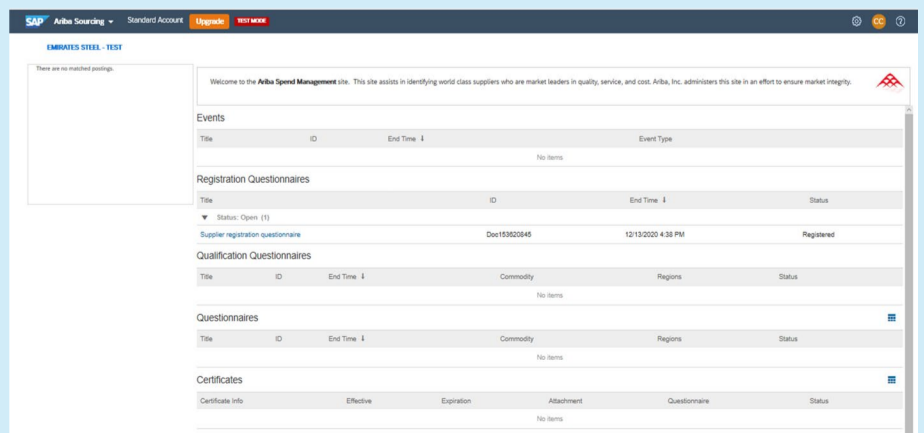 SAP Ariba Sourcing Standard Account Upgrade TEST MODE CC
EMIRATES STEEL - TEST
There are no matched postings.
Welcome to the Ariba Spend Management site. This site assists in identifying world class suppliers who are market leaders in quality, service, and cost. Ariba, Inc. administers this site in an effort to ensure market integrity.
Events
Title ID End Time ↓ Event Type
No items
Registration Questionnaires
Title ID End Time ↓ Status
▼ Status: Open (1)
Supplier registration questionnaire Doc153620845 12/13/2020 4:38 PM Registered
Qualification Questionnaires
Title ID End Time ↓ Commodity Regions Status
No items
Questionnaires
Title ID End Time ↓ Commodity Regions Status
No items
Certificates
Certificate Info Effective Expiration Attachment Questionnaire Status
No items